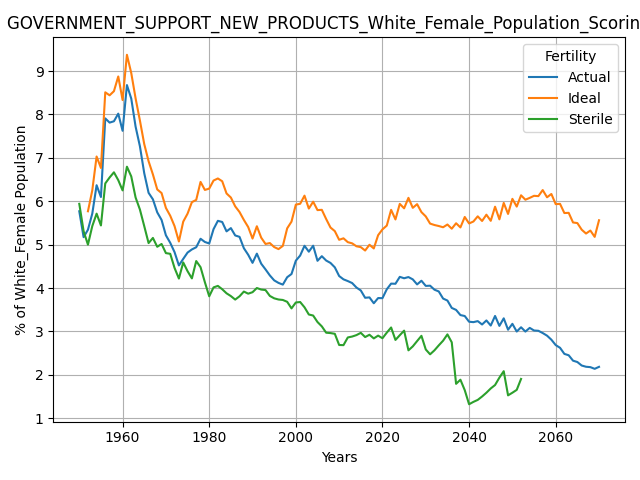 GOVERNMENT_SUPPORT_NEW_PRODUCTS_White_Female_Population_Scorin
Fertility
Actual
Ideal
Sterile
% of White_Female Population
9
8
7
6
5
4
3
2
1
1960 1980 2000 2020 2040 2060
Years